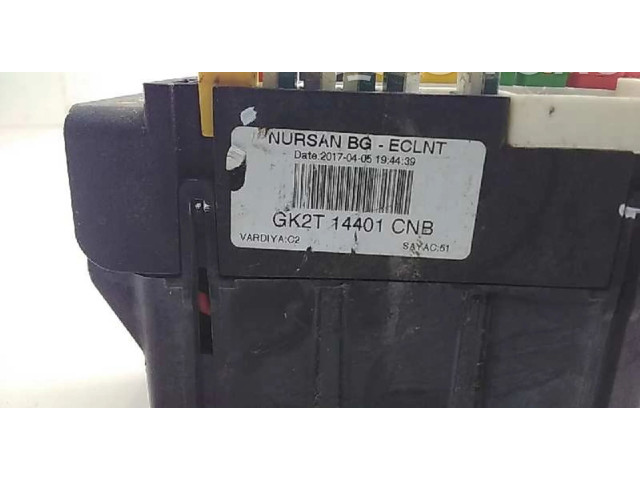 NURSAN BG - ECLNT
Date:2017-04-05 19:44:39
GK2T 14401 CNB
VARDIYA:C2 SAYAC:51